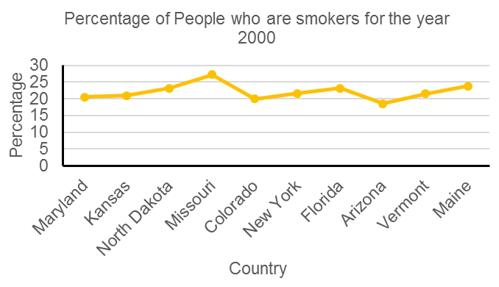 Percentage of People who are smokers for the year
2000
Percentage
30
25
20
15
10
5
0
Maryland
Kansas
North Dakota
Missouri
Colorado
New York
Florida
Arizona
Vermont
Maine
Country